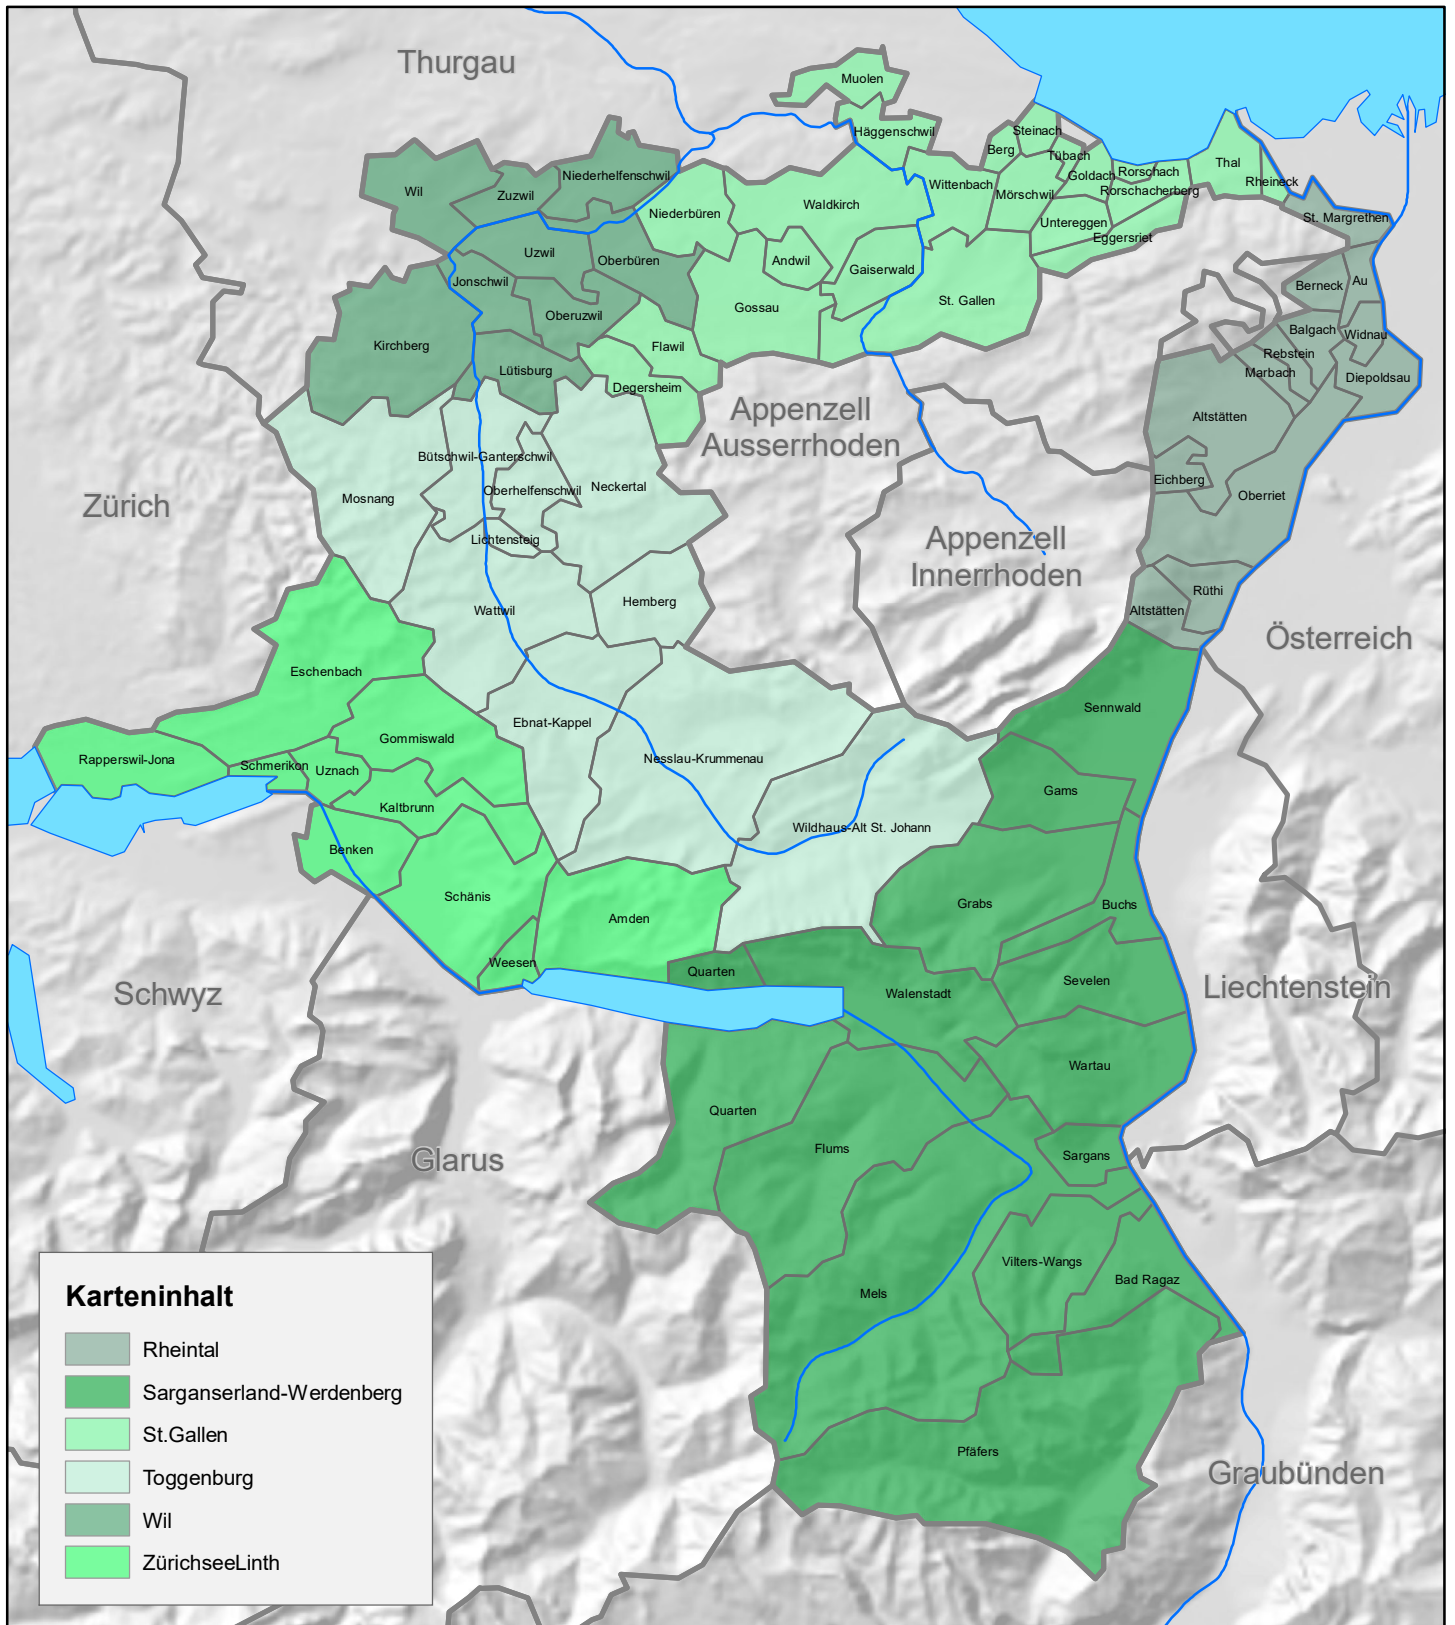 Thurgau
Muolen
Häggenschwil
Steinach
Berg
Tübach
Goldach
Rorschach
Rorschacherberg
Thal
Rheineck
Wil
Zuzwil
Niederhelfenschwil
Niederbüren
Waldkirch
Wittenbach
Mörschwil
Untereggen
Eggersriet
St. Margrethen
Uzwil
Oberbüren
Andwil
Gaiserwald
Jonschwil
Oberuzwil
Gossau
St. Gallen
Berneck
Au
Kirchberg
Flawil
Balgach
Widnau
Rebstein
Marbach
Diepoldsau
Lütisburg
Degersheim
Appenzell
Ausserrhoden
Altstätten
Bütschwil-Ganterschwil
Mosnang
Oberhelfenschwil
Neckertal
Eichberg
Oberriet
Zürich
Lichtensteig
Appenzell
Innerrhoden
Wattwil
Hemberg
Altstätten
Rüthi
Österreich
Eschenbach
Sennwald
Ebnat-Kappel
Gommiswald
Rapperswil-Jona
Schmerikon
Uznach
Nesslau-Krummenau
Gams
Kaltbrunn
Wildhaus-Alt St. Johann
Benken
Schänis
Amden
Grabs
Buchs
Weesen
Quarten
Walenstadt
Sevelen
Schwyz
Liechtenstein
Wartau
Quarten
Flums
Sargans
Glarus
Vilters-Wangs
Bad Ragaz
Mels
Pfäfers
Graubünden
Karteninhalt
Rheintal
Sarganserland-Werdenberg
St.Gallen
Toggenburg
Wil
ZürichseeLinth